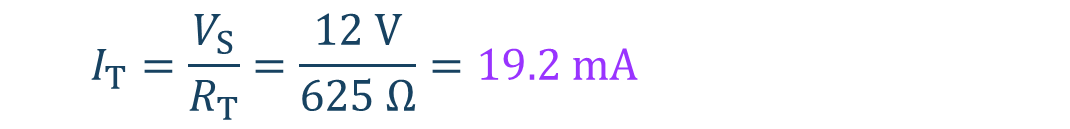 I_T = V_S / R_T = 12 V / 625 Ω = 19.2 mA